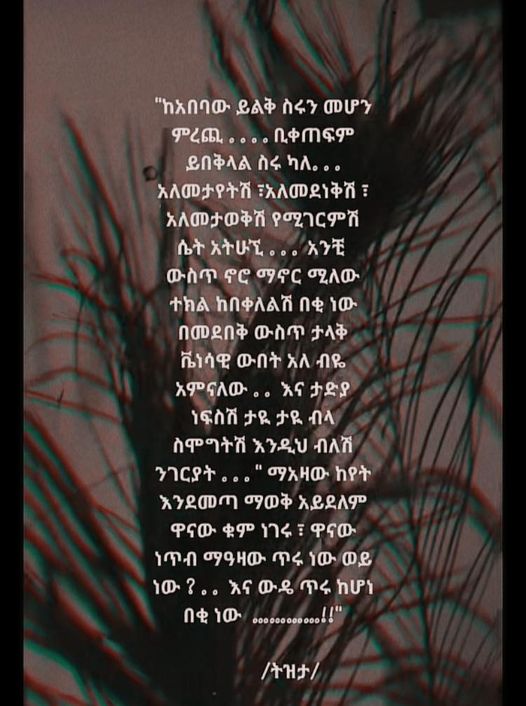 "ከአበባው ይልቅ ስሩን መሆን
ምረጪ . . . . ቢቀጠፍም
ይበቅላል ስሩ ካለ. . .
አለመታየትሽ ፣አለመደነቅሽ ፣
አለመታወቅሽ የሚገርምሽ
ሴት አትሁኚ . . . አንቺ
ውስጥ ኖሮ ማኖር ሚለው
ተክል ከበቀለልሽ በቂ ነው
በመደበቅ ውስጥ ታላቅ
ቬነሳዊ ውበት አለ ብዬ
አምናለው . . እና ታድያ
ነፍስሽ ታዪ ታዪ ብላ
ስሞግትሽ እንዲህ ብለሽ
ንገርያት . . . " ማአዛው ከየት
እንደመጣ ማወቅ አይደለም
ዋናው ቁም ነገሩ ፣ ዋናው
ነጥብ ማዓዛው ጥሩ ነው ወይ
ነው ? . . እና ውዴ ጥሩ ከሆነ
በቂ ነው .............!!"
/ትዝታ/